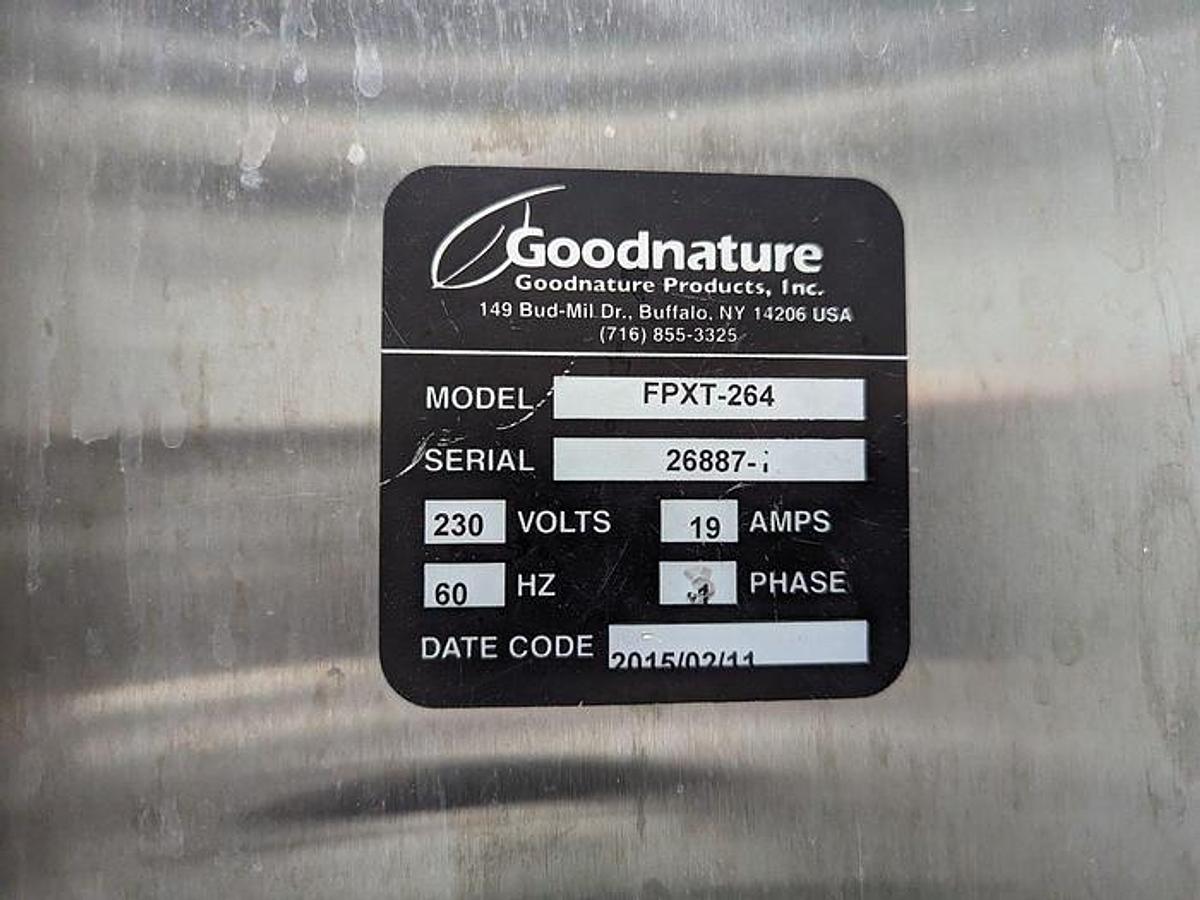 Goodnature
Goodnature Products, Inc.
149 Bud-Mil Dr., Buffalo, NY 14206 USA
(716) 855-3325
MODEL FPXT-264
SERIAL 26887-
230 VOLTS 19 AMPS
60 HZ PHASE
DATE CODE 2015/02/11